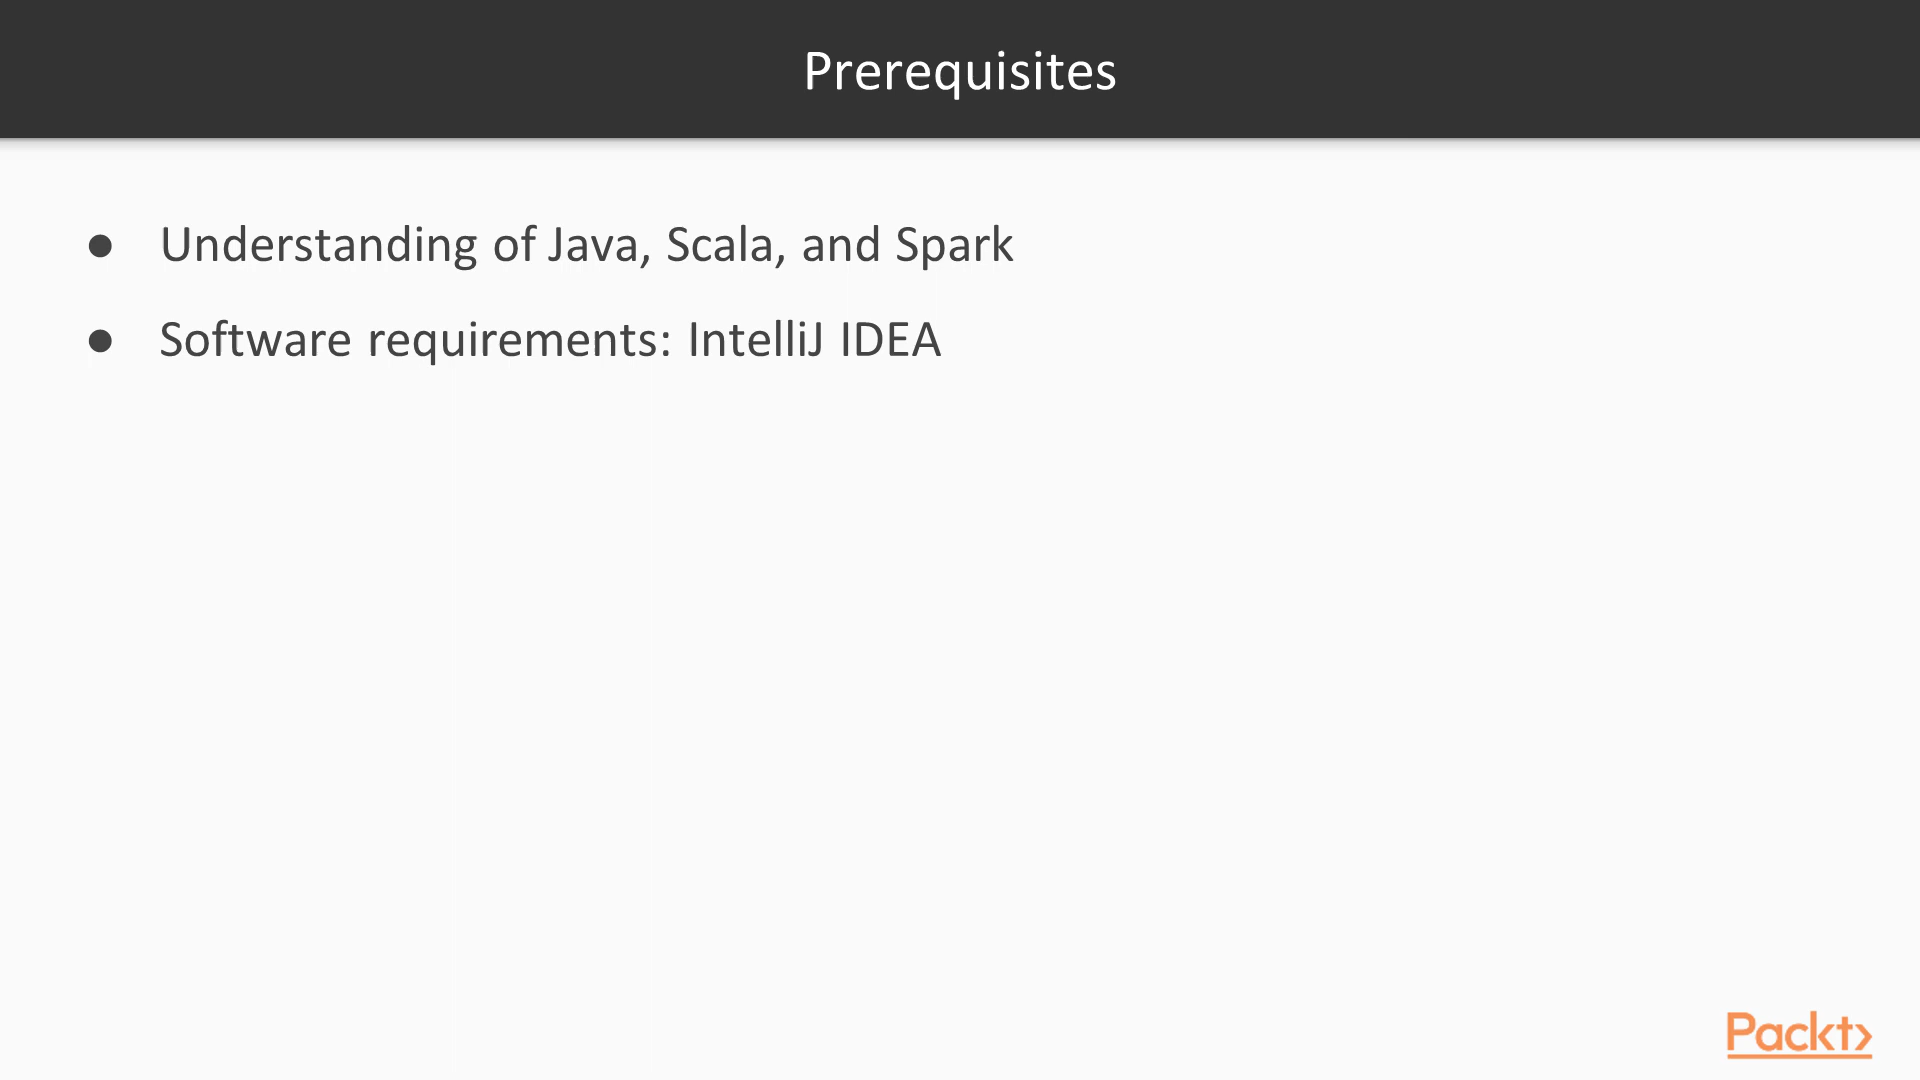 Prerequisites
● Understanding of Java, Scala, and Spark
● Software requirements: IntelliJ IDEA
Packt>